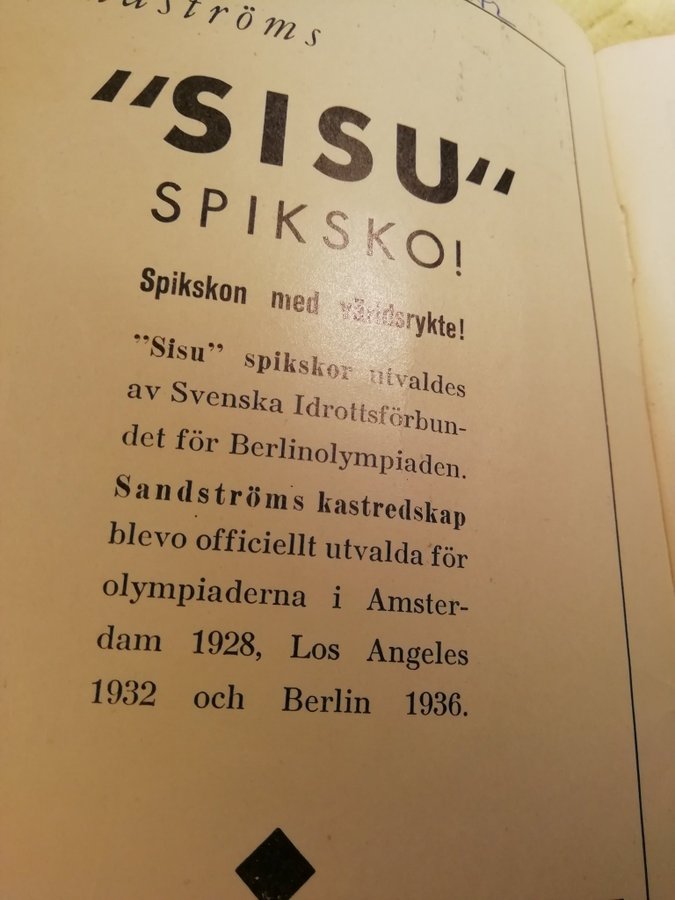 ströms
"SISU"
SPIKSKO!
Spikskon med världsrykte!
”Sisu” spikskor utvaldes
av Svenska Idrottsförbun-
det för Berlinolympiaden.
Sandströms kastredskap
blevo officiellt utvalda för
olympiaderna i Amster-
dam 1928, Los Angeles
1932 och Berlin 1936.